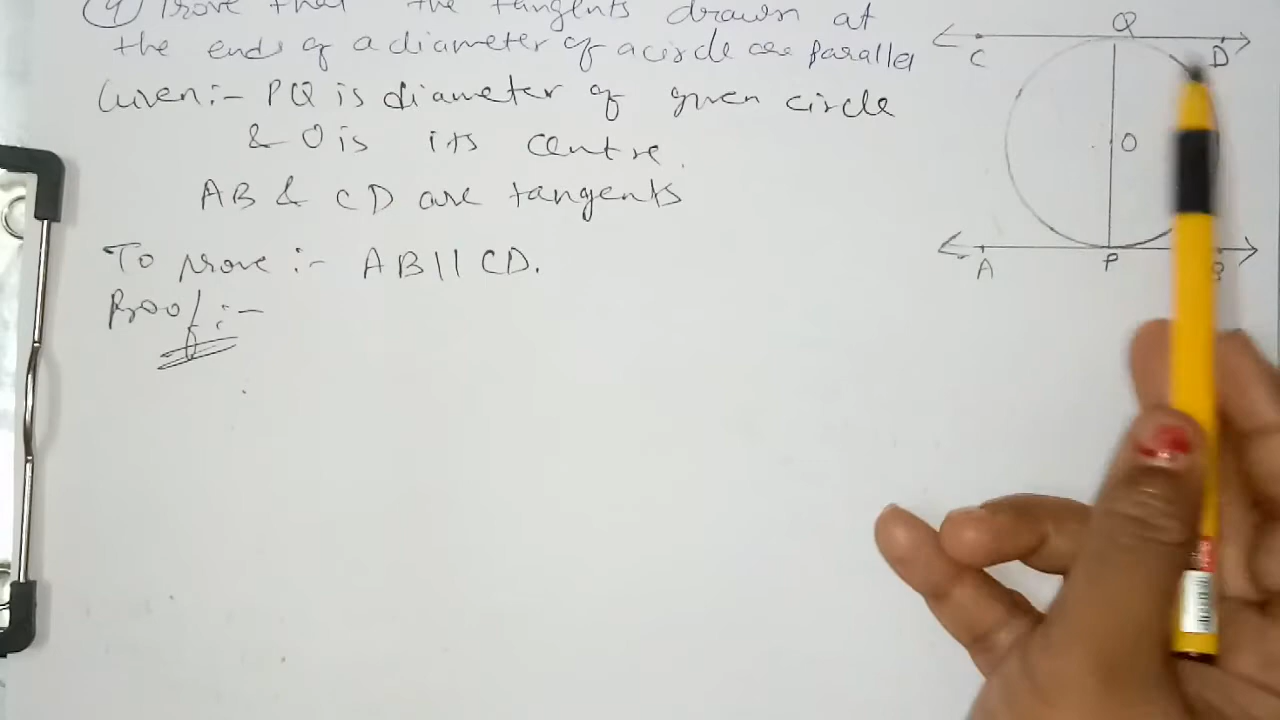 (4) Prove that the tangents drawn at
the ends of a diameter of a circle are parallel
Given:- PQ is diameter of given circle
& O is its centre.
AB & CD are tangents
To prove :- AB || CD.
Proof :-
Q
C D
O
A P B